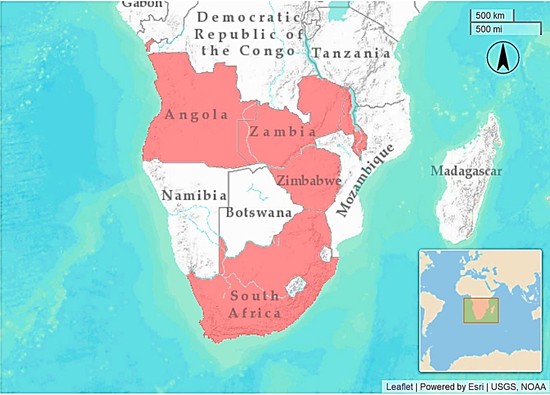 Gabon
Democratic
Republic of
the Congo
Tanzania
500 km
500 mi
Angola
Zambia
Madagascar
Mozambique
Zimbabwe
Namibia
Botswana
South
Africa
Leaflet | Powered by Esri | USGS, NOAA